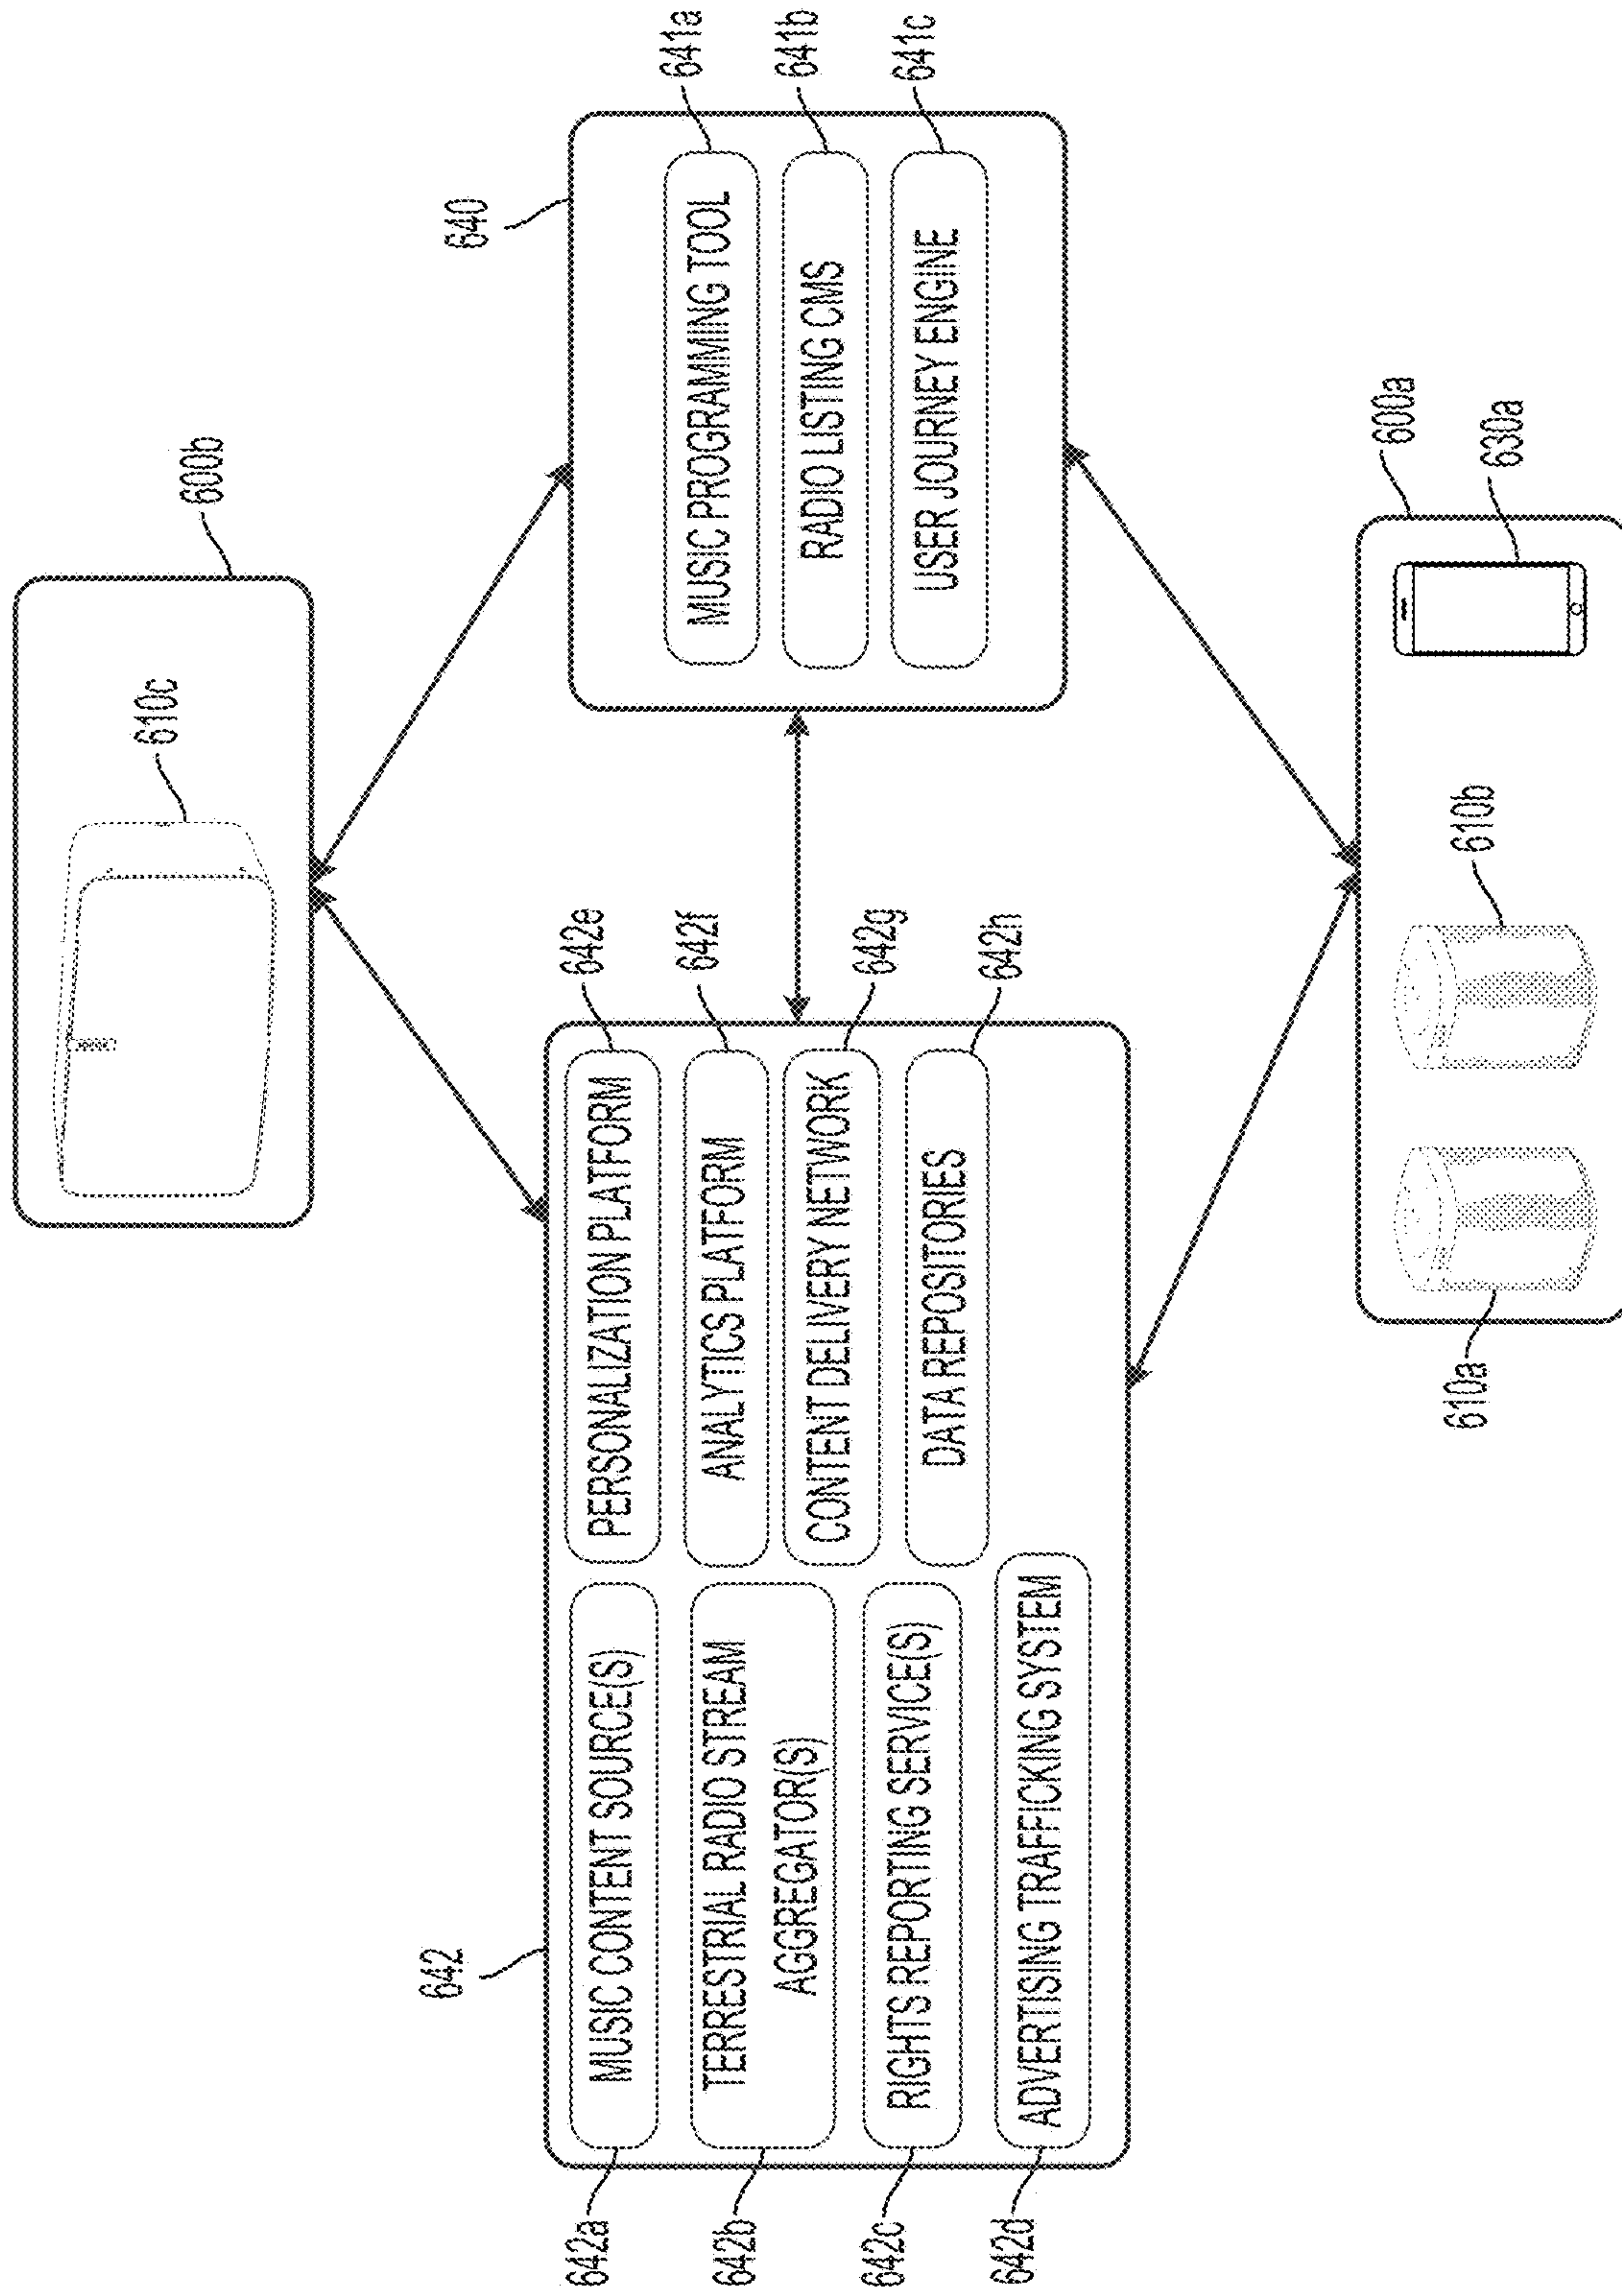 600b
610c
642
642a
MUSIC CONTENT SOURCE(S)
642b
TERRESTRIAL RADIO STREAM
AGGREGATOR(S)
642c
RIGHTS REPORTING SERVICE(S)
642d
ADVERTISING TRAFFICKING SYSTEM
PERSONALIZATION PLATFORM
642e
ANALYTICS PLATFORM
642f
CONTENT DELIVERY NETWORK
642g
DATA REPOSITORIES
642h
640
MUSIC PROGRAMMING TOOL
641a
RADIO LISTING CMS
641b
USER JOURNEY ENGINE
641c
610a
610b
600a
630a